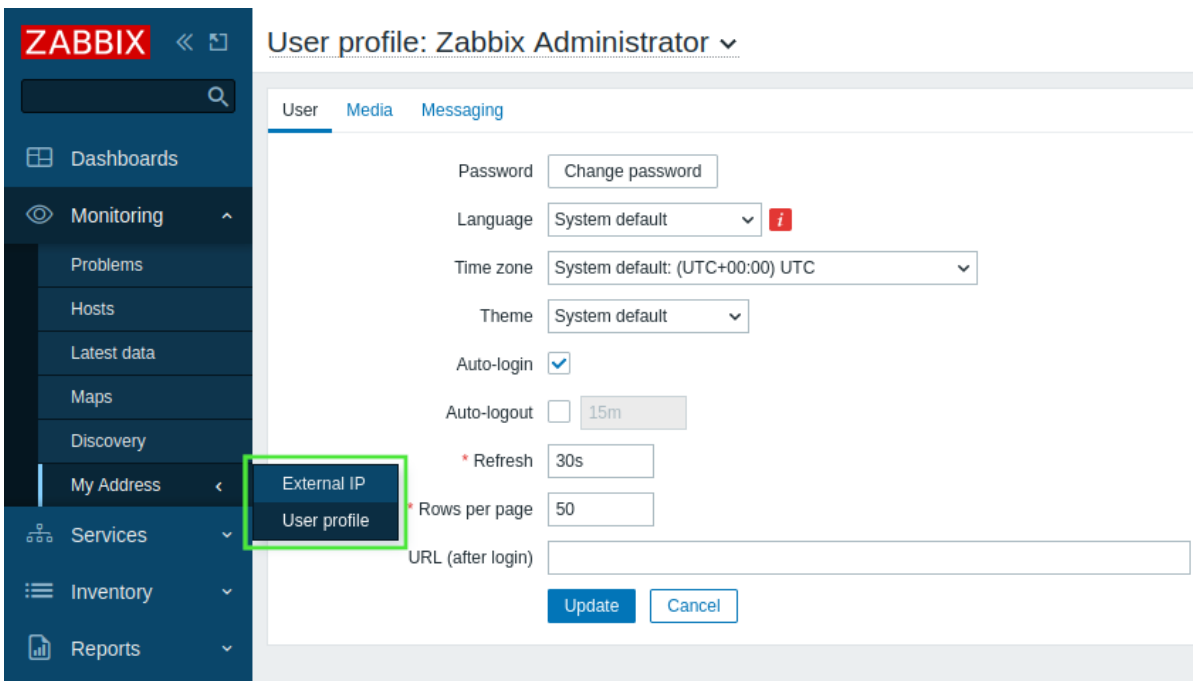 ZABBIX
User profile: Zabbix Administrator
User Media Messaging
Dashboards
Monitoring
Problems
Hosts
Latest data
Maps
Discovery
My Address
External IP
User profile
Services
Inventory
Reports
Password Change password
Language System default i
Time zone System default: (UTC+00:00) UTC
Theme System default
Auto-login
Auto-logout 15m
* Refresh 30s
* Rows per page 50
URL (after login)
Update Cancel